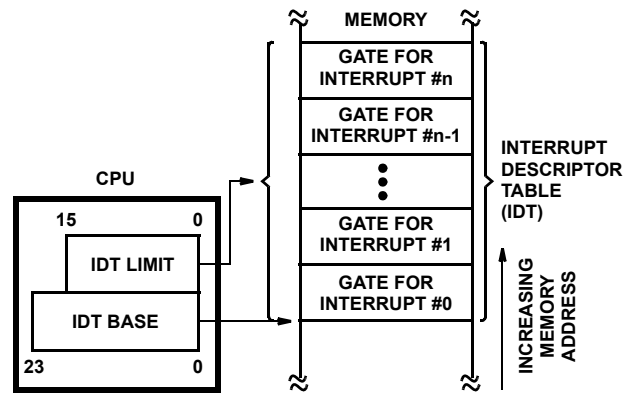 MEMORY
GATE FOR
INTERRUPT #n
GATE FOR
INTERRUPT #n-1
GATE FOR
INTERRUPT #1
GATE FOR
INTERRUPT #0
INTERRUPT
DESCRIPTOR
TABLE
(IDT)
INCREASING
MEMORY
ADDRESS
CPU
15 0
IDT LIMIT
IDT BASE
23 0